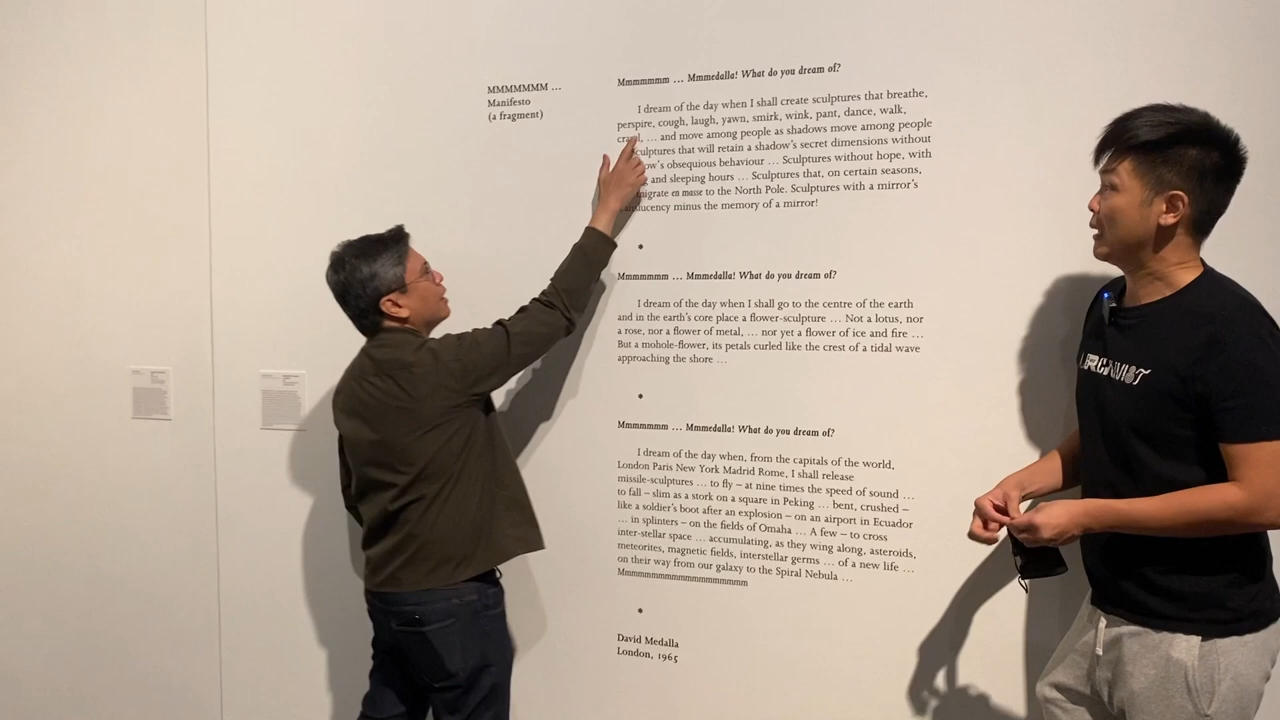 MMMMMMM ...
Manifesto
(a fragment)
Mmmmmmm ... Mmmedalla! What do you dream of?
I dream of the day when I shall create sculptures that breathe,
perspire, cough, laugh, yawn, smirk, wink, pant, dance, walk,
crawl, ... and move among people as shadows move among people
sculptures that will retain a shadow's secret dimensions without
obsequious behaviour ... Sculptures without hope, with
and sleeping hours ... Sculptures that, on certain seasons,
migrate en masse to the North Pole. Sculptures with a mirror's
translucency minus the memory of a mirror!
*
Mmmmmmm ... Mmmedalla! What do you dream of?
I dream of the day when I shall go to the centre of the earth
and in the earth's core place a flower-sculpture ... Not a lotus, nor
a rose, nor a flower of metal, ... nor yet a flower of ice and fire ...
But a mohole-flower, its petals curled like the crest of a tidal wave
approaching the shore ...
*
Mmmmmmm ... Mmmedalla! What do you dream of?
I dream of the day when, from the capitals of the world,
London Paris New York Madrid Rome, I shall release
missile-sculptures ... to fly – at nine times the speed of sound ...
to fall – slim as a stork on a square in Peking ... bent, crushed –
like a soldier's boot after an explosion – on an airport in Ecuador
... in splinters – on the fields of Omaha ... A few – to cross
inter-stellar space ... accumulating, as they wing along, asteroids,
meteorites, magnetic fields, interstellar germs ... of a new life ...
on their way from our galaxy to the Spiral Nebula ...
Mmmmmmmmmmmmmmmmmm
*
David Medalla
London, 1965